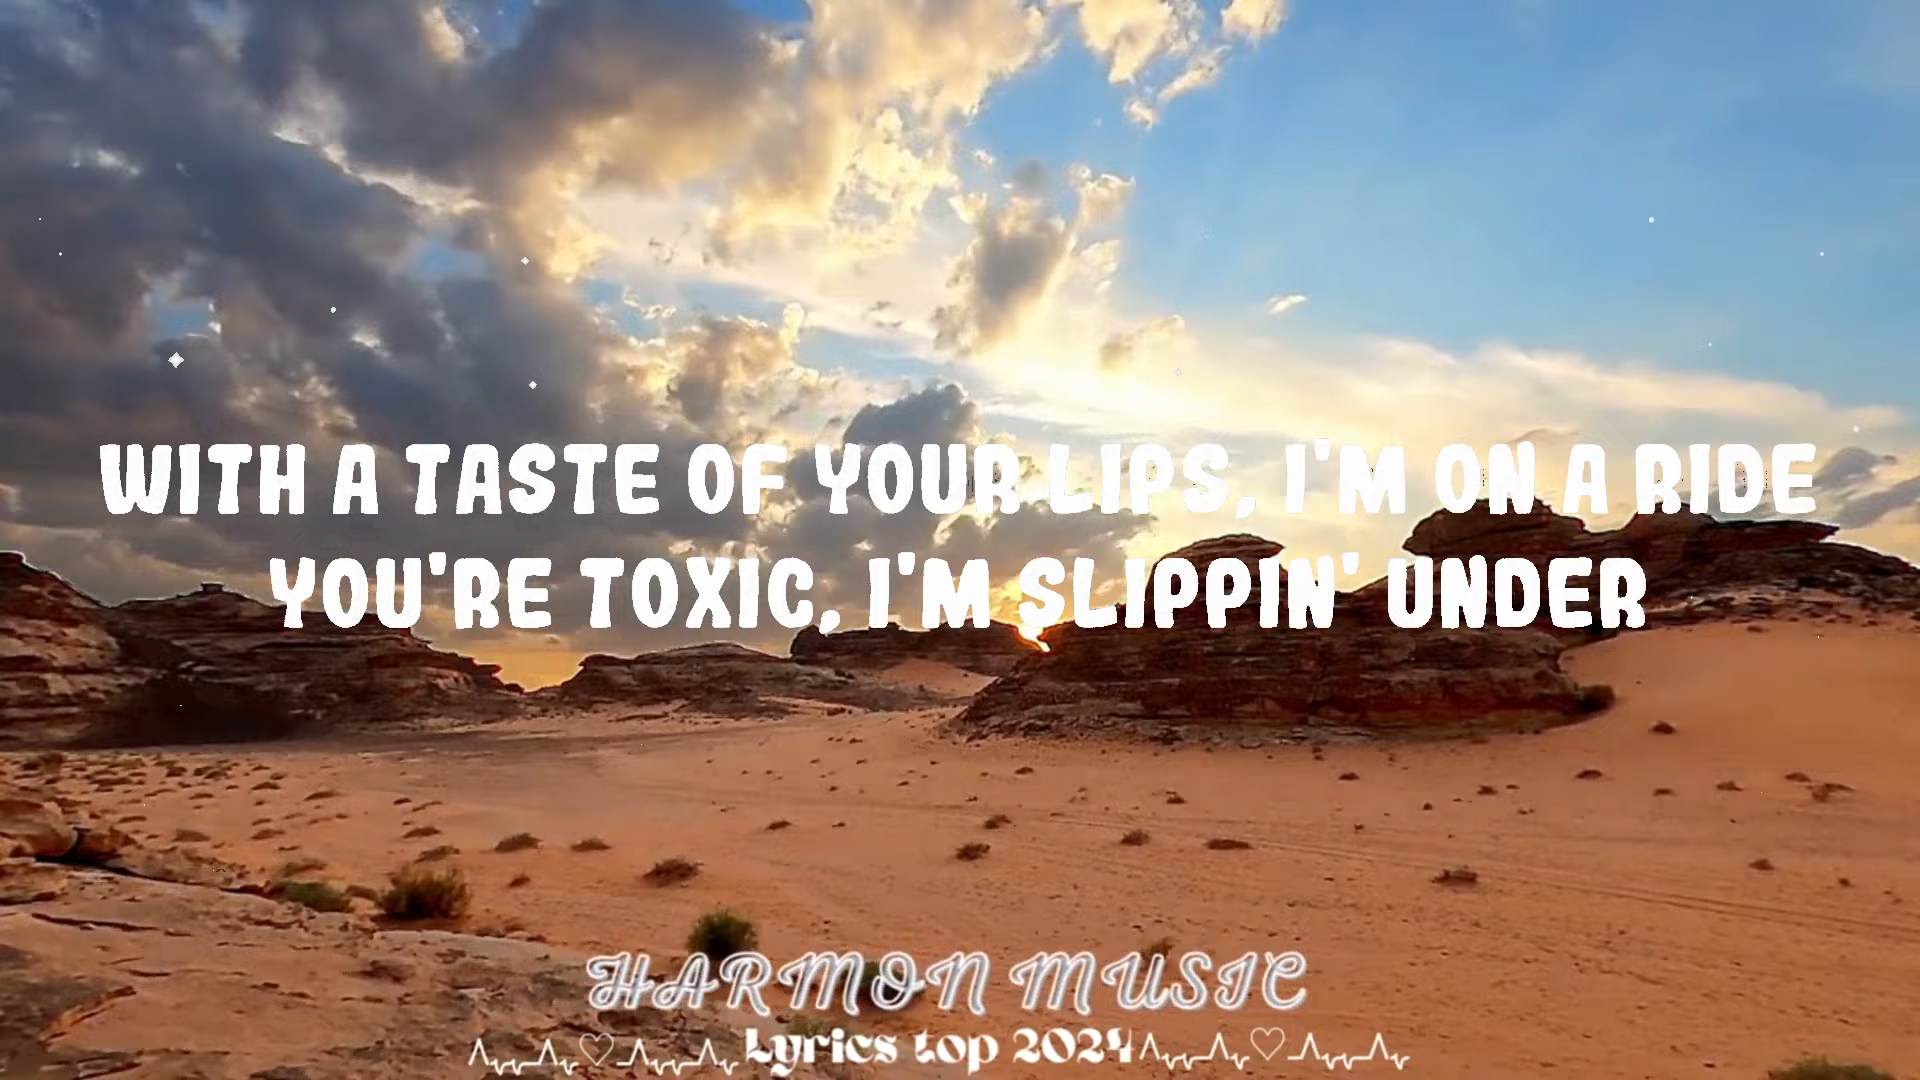 WITH A TASTE OF YOUR LIPS, I'M ON A RIDE
YOU'RE TOXIC, I'M SLIPPIN' UNDER
HARMON MUSIC
Lyrics top 2024